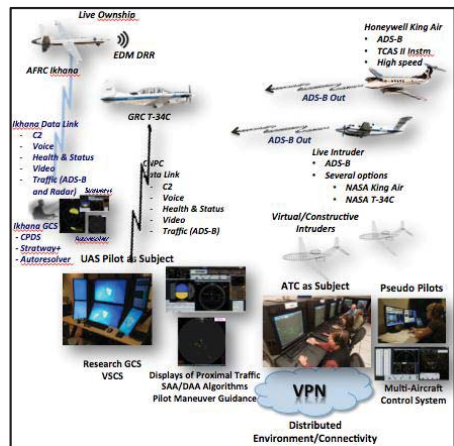 Live Ownship
EDM DRR
AFRC Ikhana
GRC T-34C
Honeywell King Air
• ADS-B
• TCAS II Instm
• High speed
ADS-B Out
ADS-B Out
Live Intruder
• ADS-B
• Several options
• NASA King Air
• NASA T-34C
Ikhana Data Link
• C2
• Voice
• Health & Status
• Video
• Traffic (ADS-B
and Radar)
CNPC
Data Link
• C2
• Voice
• Health & Status
• Video
• Traffic (ADS-B)
Ikhana GCS
- CPDS
- Stratway+
- Autoresolver
Autoresolver
Virtual/Constructive
Intruders
UAS Pilot as Subject
ATC as Subject
Pseudo Pilots
Research GCS
VSCS
Displays of Proximal Traffic
SAA/DAA Algorithms
Pilot Maneuver Guidance
VPN
Distributed
Environment/Connectivity
Multi-Aircraft
Control System